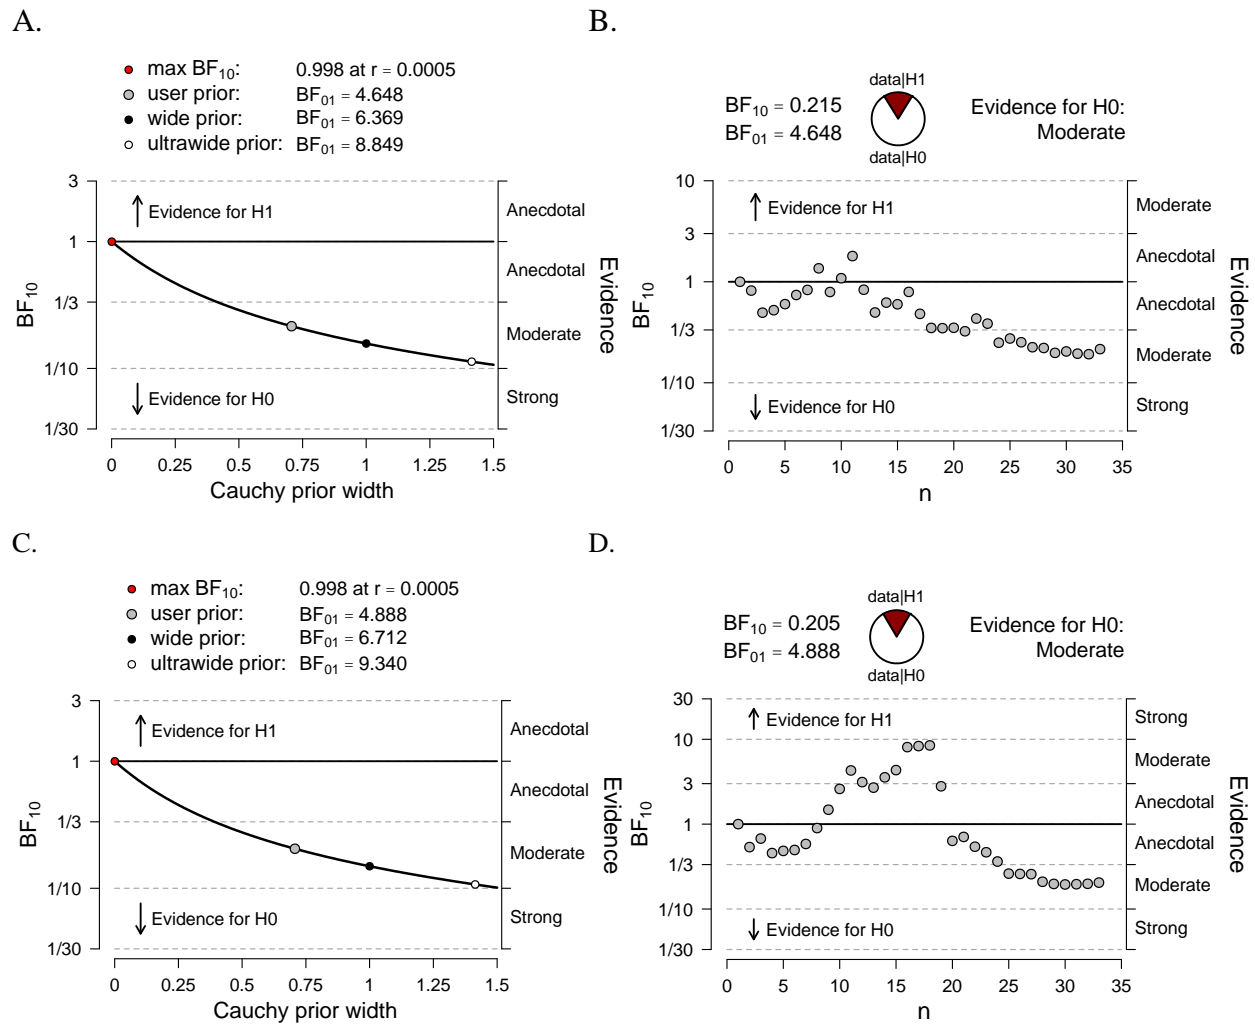 A.
max BF10: 0.998 at r = 0.0005
user prior: BF01 = 4.648
wide prior: BF01 = 6.369
ultrawide prior: BF01 = 8.849
3
1
1/3
1/10
1/30
BF10
Evidence for H1
Evidence for H0
Anecdotal
Anecdotal
Moderate
Strong
Evidence
0 0.25 0.5 0.75 1 1.25 1.5
Cauchy prior width
B.
data|H1
BF10 = 0.215
BF01 = 4.648
data|H0
Evidence for H0:
Moderate
10
3
1
1/3
1/10
1/30
BF10
Evidence for H1
Evidence for H0
Moderate
Anecdotal
Anecdotal
Moderate
Strong
Evidence
0 5 10 15 20 25 30 35
n
C.
max BF10: 0.998 at r = 0.0005
user prior: BF01 = 4.888
wide prior: BF01 = 6.712
ultrawide prior: BF01 = 9.340
3
1
1/3
1/10
1/30
BF10
Evidence for H1
Evidence for H0
Anecdotal
Anecdotal
Moderate
Strong
Evidence
0 0.25 0.5 0.75 1 1.25 1.5
Cauchy prior width
D.
data|H1
BF10 = 0.205
BF01 = 4.888
data|H0
Evidence for H0:
Moderate
30
10
3
1
1/3
1/10
1/30
BF10
Evidence for H1
Evidence for H0
Strong
Moderate
Anecdotal
Anecdotal
Moderate
Strong
Evidence
0 5 10 15 20 25 30 35
n